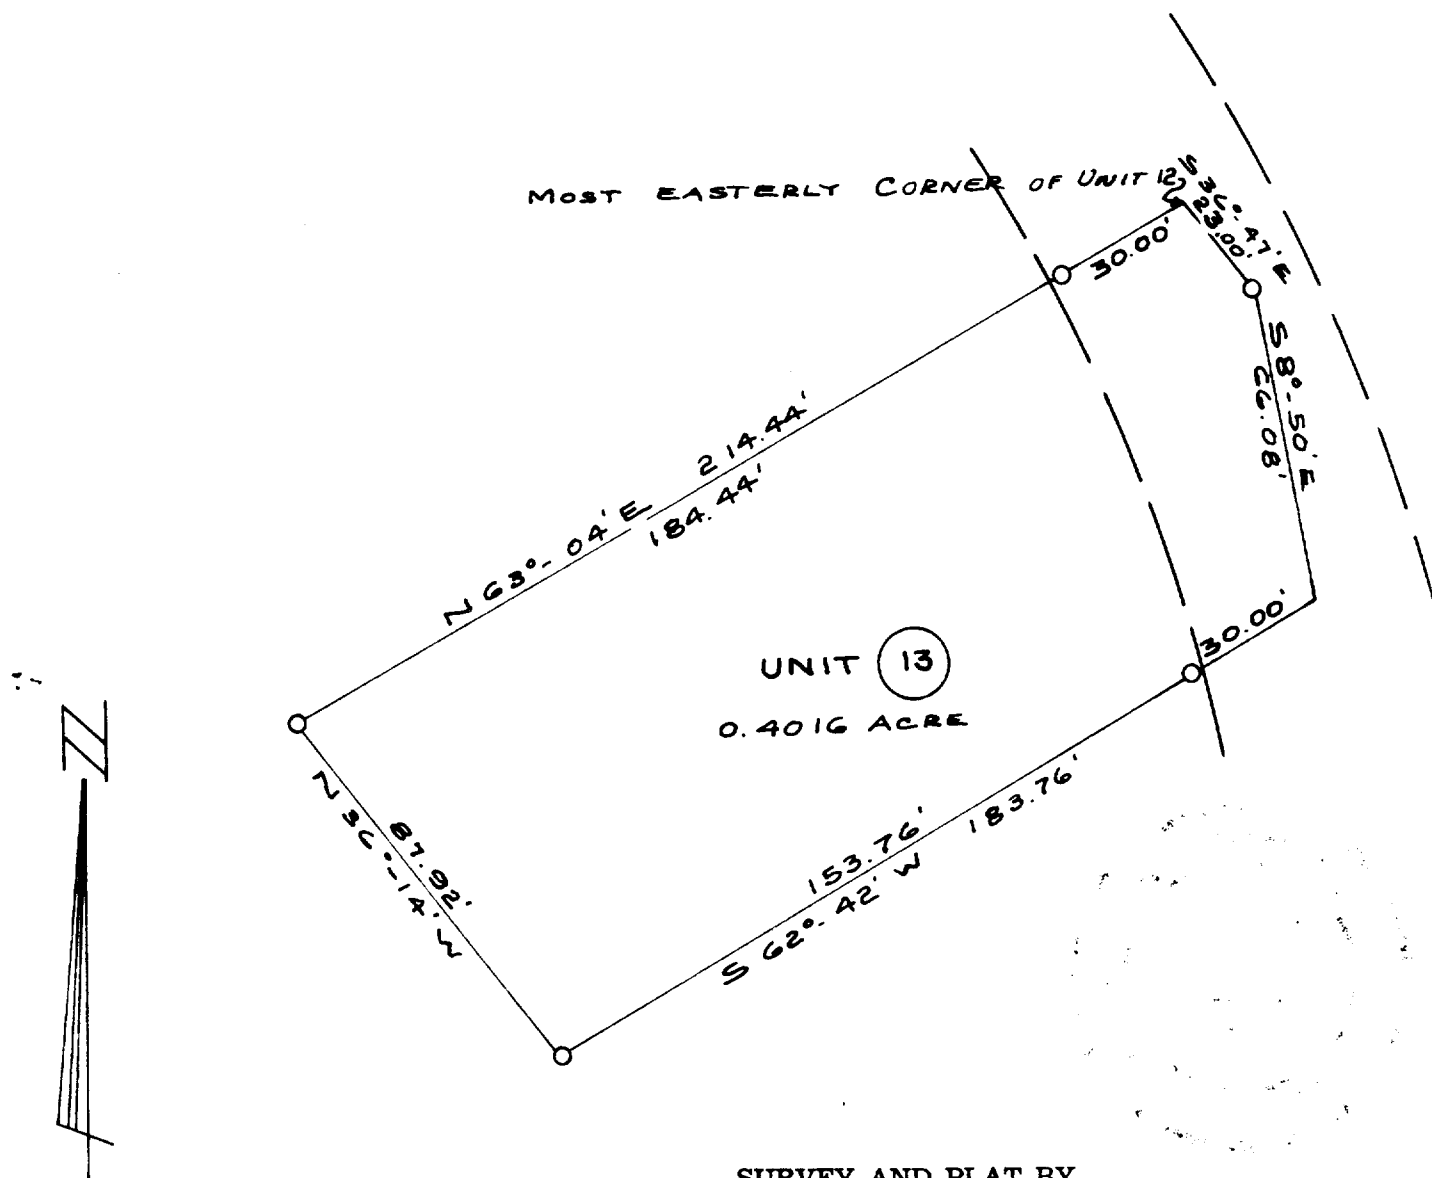 MOST EASTERLY CORNER OF UNIT 12
S 36°-47' E
23.00'
30.00'
S 8°-50' E
66.08'
214.44'
N 63°-04' E
184.44'
30.00'
UNIT 13
0.4016 ACRE
N
183.76'
153.76'
S 62°-42' W
87.92'
N 36°-14' W
SURVEY AND PLAT BY